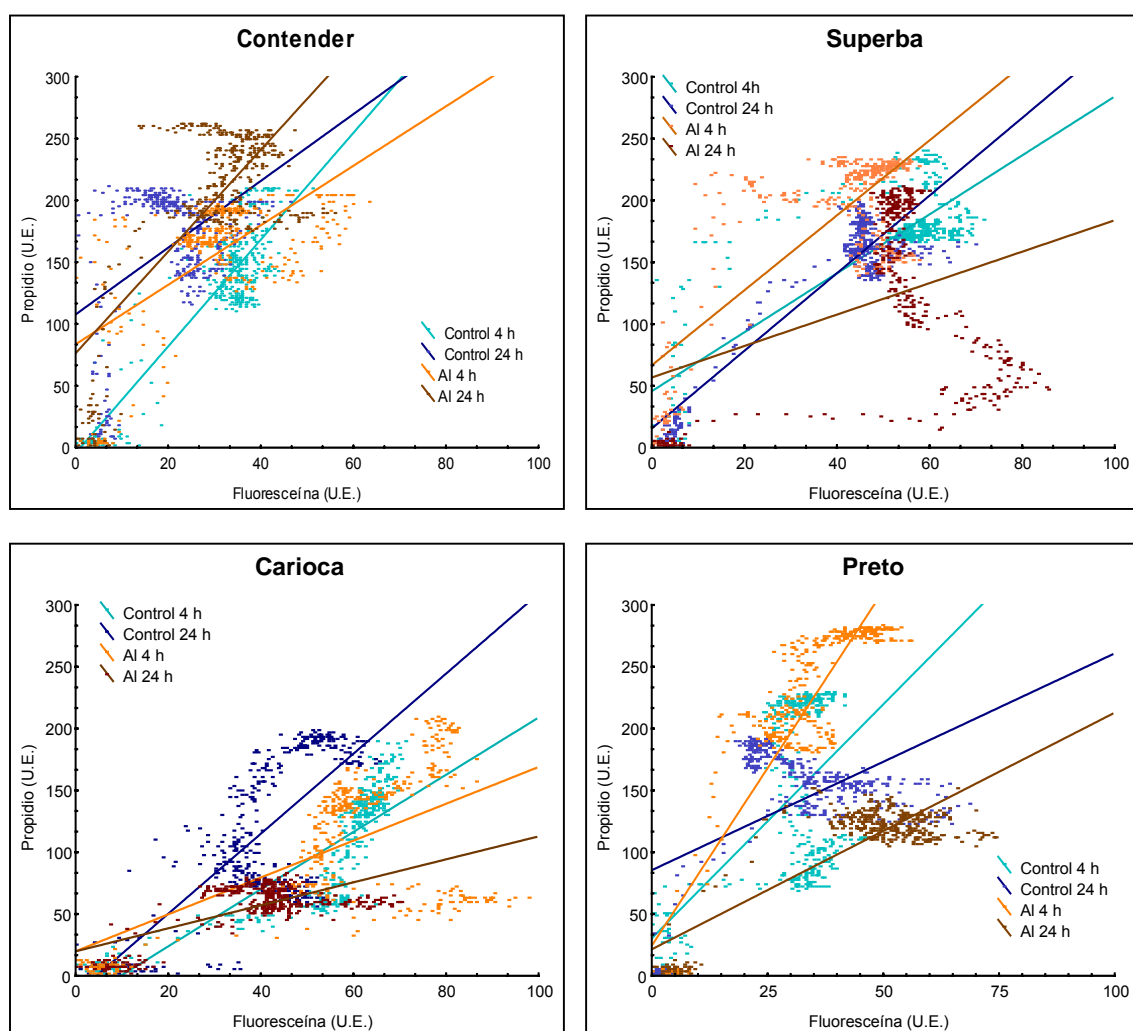 Contender
300
250
200
150
100
50
0
Propidio (U.E.)
Control 4 h
Control 24 h
Al 4 h
Al 24 h
0 20 40 60 80 100
Fluoresceína (U.E.)
Superba
300
250
200
150
100
50
0
Propidio (U.E.)
Control 4h
Control 24 h
Al 4 h
Al 24 h
0 20 40 60 80 100
Fluoresceína (U.E.)
Carioca
300
250
200
150
100
50
0
Propidio (U.E.)
Control 4 h
Control 24 h
Al 4 h
Al 24 h
0 20 40 60 80 100
Fluoresceína (U.E.)
Preto
300
250
200
150
100
50
0
Propidio (U.E.)
Control 4 h
Control 24 h
Al 4 h
Al 24 h
0 25 50 75 100
Fluoresceína (U.E.)